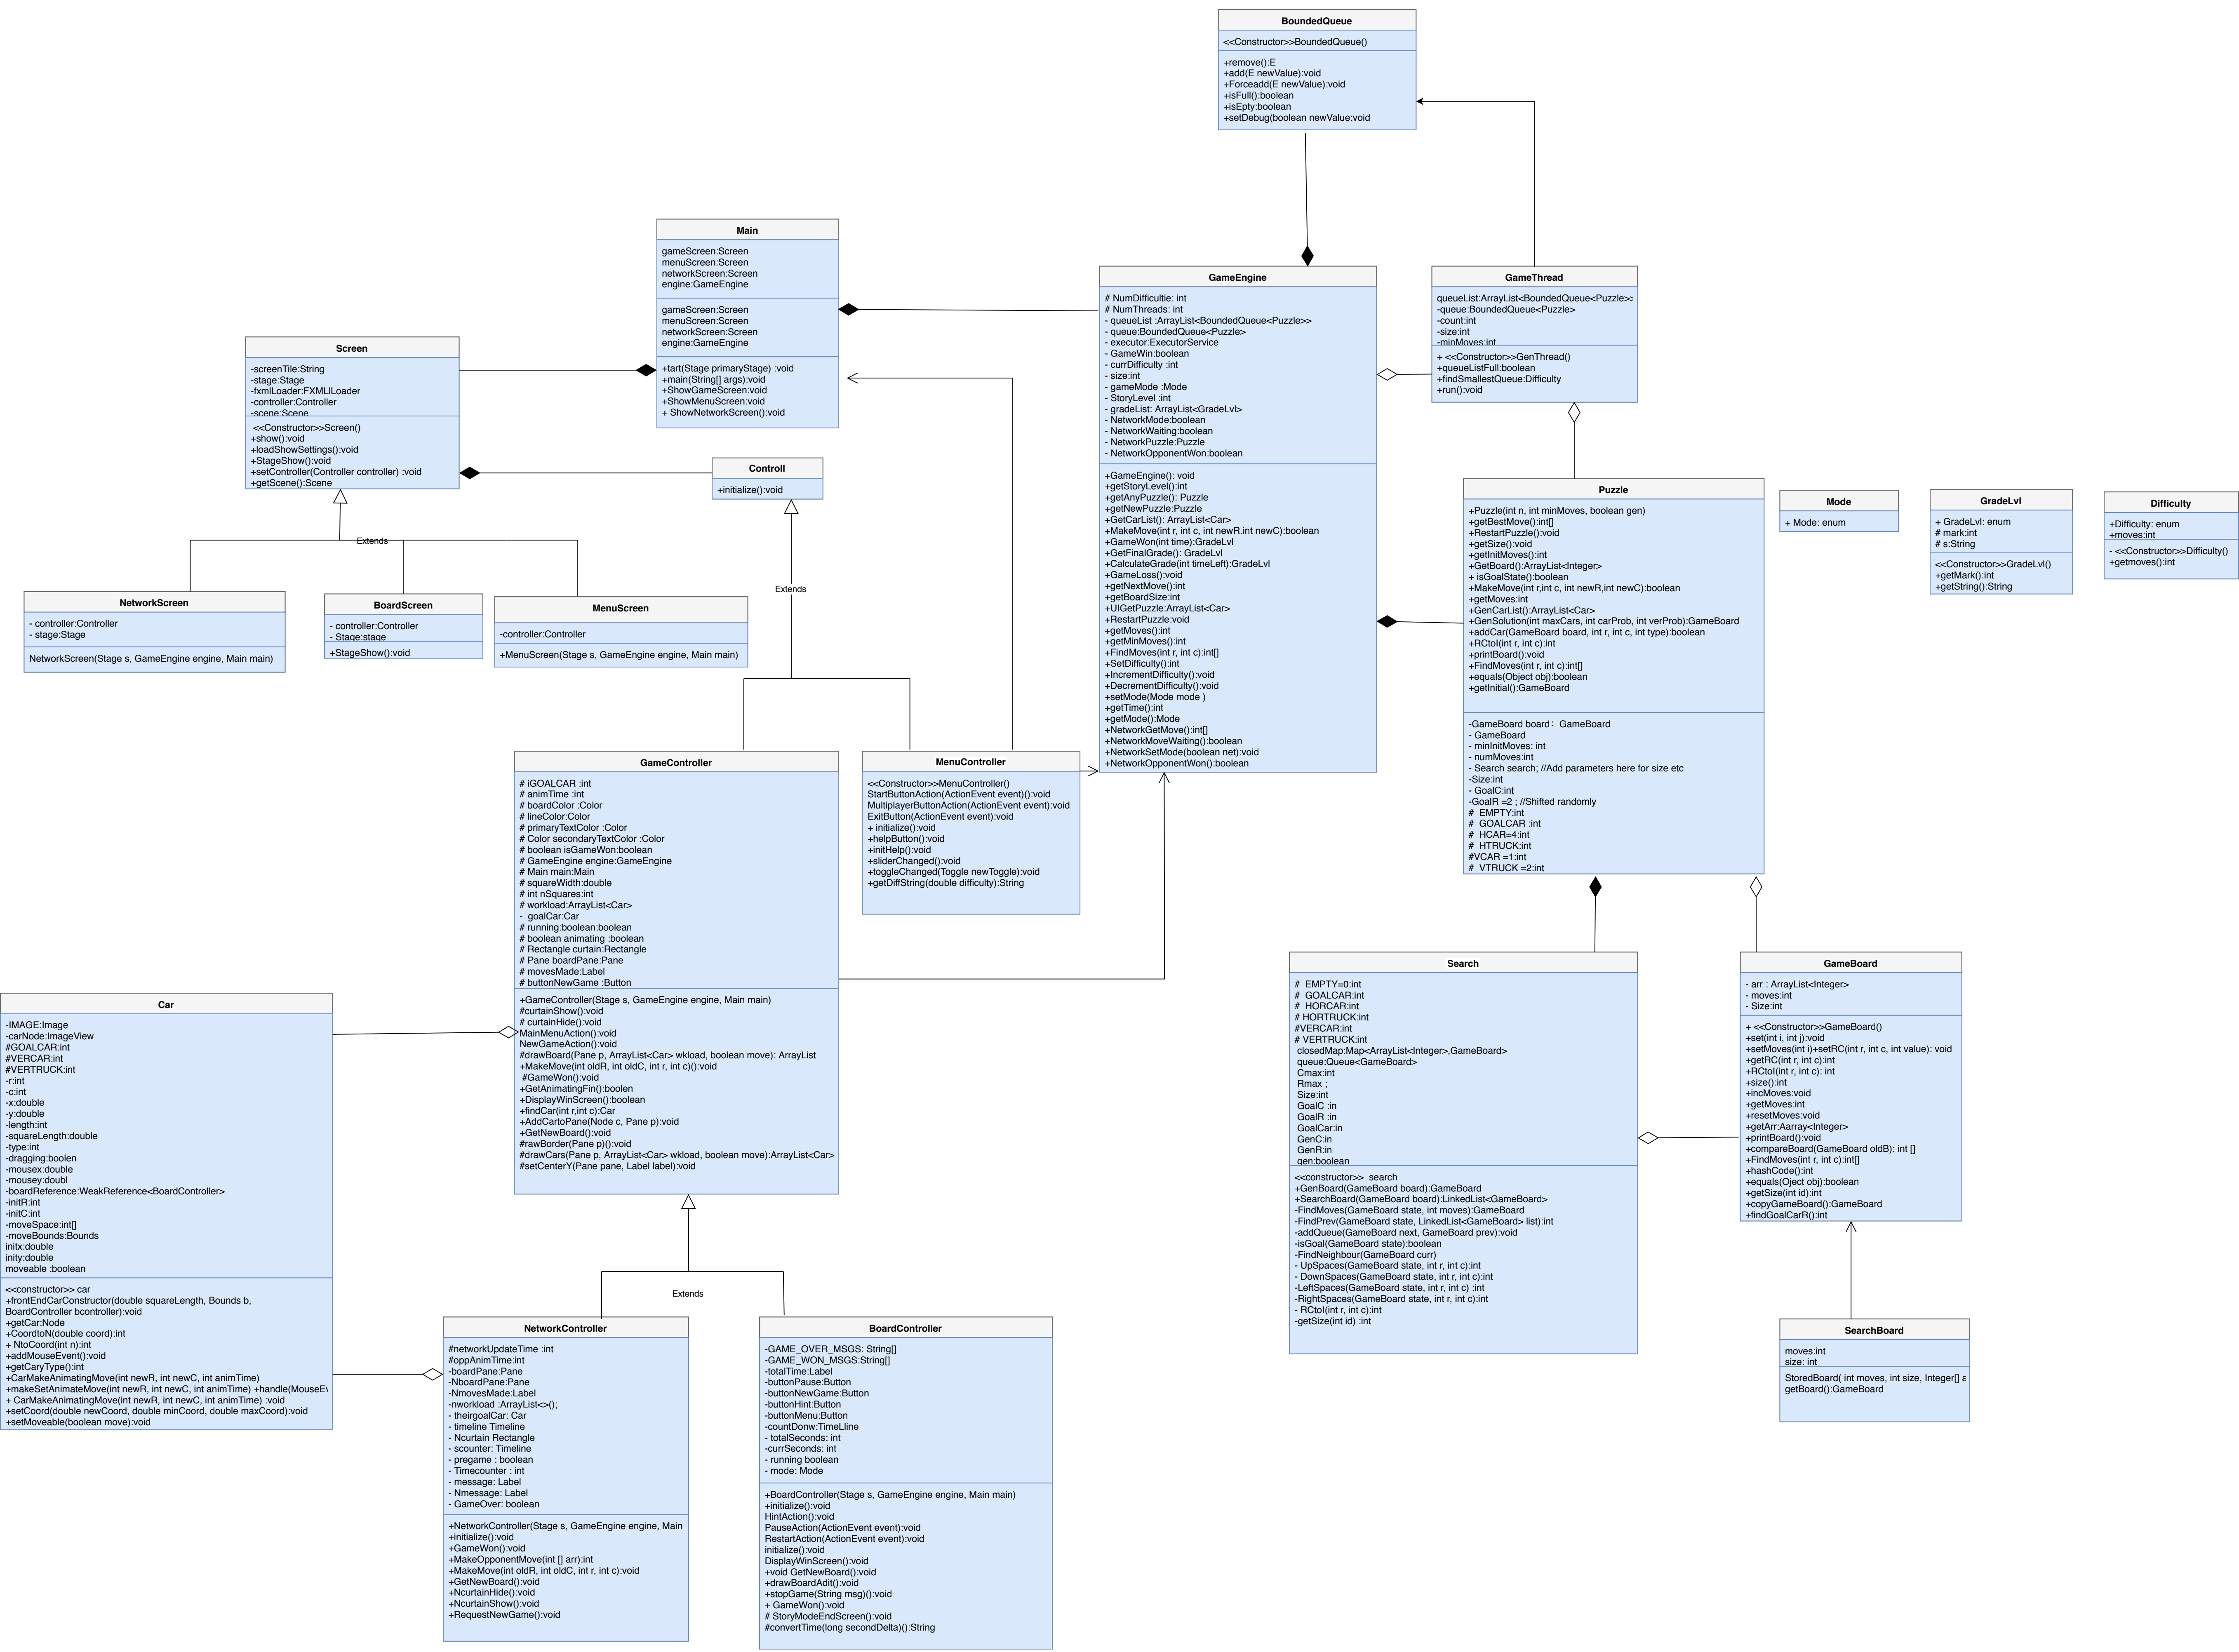 BoundedQueue
<<Constructor>>BoundedQueue()
+remove():E
+add(E newValue):void
+Forceadd(E newValue):void
+isFull():boolean
+isEpty:boolean
+setDebug(boolean newValue:void
Main
gameScreen:Screen
menuScreen:Screen
networkScreen:Screen
engine:GameEngine
gameScreen:Screen
menuScreen:Screen
networkScreen:Screen
engine:GameEngine
+tart(Stage primaryStage) :void
+main(String[] args):void
+ShowGameScreen:void
+ShowMenuScreen:void
+ ShowNetworkScreen():void
GameEngine
# NumDifficultie: int
# NumThreads: int
- queueList :ArrayList<BoundedQueue<Puzzle>>
- queue:BoundedQueue<Puzzle>
- executor:ExecutorService
- GameWin:boolean
- currDifficulty :int
- size:int
- gameMode :Mode
- StoryLevel :int
- gradeList: ArrayList<GradeLvl>
- NetworkMode:boolean
- NetworkWaiting:boolean
- NetworkPuzzle:Puzzle
- NetworkOpponentWon:boolean
+GameEngine(): void
+getStoryLevel():int
+getAnyPuzzle(): Puzzle
+getNewPuzzle:Puzzle
+GetCarList(): ArrayList<Car>
+MakeMove(int r, int c, int newR.int newC):boolean
+GameWon(int time):GradeLvl
+GetFinalGrade(): GradeLvl
+CalculateGrade(int timeLeft):GradeLvl
+GameLoss():void
+getNextMove():int
+getBoardSize:int
+UIGetPuzzle:ArrayList<Car>
+RestartPuzzle:void
+getMoves():int
+getMinMoves():int
+FindMoves(int r, int c):int[]
+SetDifficulty():int
+IncrementDifficulty():void
+DecrementDifficulty():void
+setMode(Mode mode )
+getTime():int
+getMode():Mode
+NetworkGetMove():int[]
+NetworkMoveWaiting():boolean
+NetworkSetMode(boolean net):void
+NetworkOpponentWon():boolean
GameThread
queueList:ArrayList<BoundedQueue<Puzzle>>
-queue:BoundedQueue<Puzzle>
-count:int
-size:int
-minMoves:int
+ <<Constructor>>GenThread()
+queueListFull:boolean
+findSmallestQueue:Difficulty
+run():void
Screen
-screenTile:String
-stage:Stage
-fxmlLoader:FXMLlLoader
-controller:Controller
-scene:Scene
<<Constructor>>Screen()
+show():void
+loadShowSettings():void
+StageShow():void
+setController(Controller controller) :void
+getScene():Scene
Controll
+initialize():void
Extends
Extends
NetworkScreen
- controller:Controller
- stage:Stage
NetworkScreen(Stage s, GameEngine engine, Main main)
BoardScreen
- controller:Controller
- Stage:stage
+StageShow():void
MenuScreen
-controller:Controller
+MenuScreen(Stage s, GameEngine engine, Main main)
Puzzle
+Puzzle(int n, int minMoves, boolean gen)
+getBestMove():int[]
+RestartPuzzle():void
+getSize():void
+getInitMoves():int
+GetBoard():ArrayList<Integer>
+ isGoalState():boolean
+MakeMove(int r,int c, int newR,int newC):boolean
+getMoves:int
+GenCarList():ArrayList<Car>
+GenSolution(int maxCars, int carProb, int verProb):GameBoard
+addCar(GameBoard board, int r, int c, int type):boolean
+RCtoI(int r, int c):int
+printBoard():void
+FindMoves(int r, int c):int[]
+equals(Object obj):boolean
+getInitial():GameBoard
-GameBoard board：GameBoard
- GameBoard
- minInitMoves: int
- numMoves:int
- Search search; //Add parameters here for size etc
-Size:int
- GoalC:int
-GoalR =2 ; //Shifted randomly
# EMPTY:int
# GOALCAR :int
# HCAR=4:int
# HTRUCK:int
#VCAR =1:int
# VTRUCK =2:int
Mode
+ Mode: enum
GradeLvl
+ GradeLvl: enum
# mark:int
# s:String
<<Constructor>>GradeLvl()
+getMark():int
+getString():String
Difficulty
+Difficulty: enum
+moves:int
- <<Constructor>>Difficulty()
+getmoves():int
GameController
# iGOALCAR :int
# animTime :int
# boardColor :Color
# lineColor:Color
# primaryTextColor :Color
# Color secondaryTextColor :Color
# boolean isGameWon:boolean
# GameEngine engine:GameEngine
# Main main:Main
# squareWidth:double
# int nSquares:int
# workload:ArrayList<Car>
- goalCar:Car
# running:boolean:boolean
# boolean animating :boolean
# Rectangle curtain:Rectangle
# Pane boardPane:Pane
# movesMade:Label
# buttonNewGame :Button
+GameController(Stage s, GameEngine engine, Main main)
#curtainShow():void
# curtainHide():void
MainMenuAction():void
NewGameAction():void
#drawBoard(Pane p, ArrayList<Car> wkload, boolean move): ArrayList
+MakeMove(int oldR, int oldC, int r, int c)():void
#GameWon():void
+GetAnimatingFin():boolen
+DisplayWinScreen():boolean
+findCar(int r,int c):Car
+AddCartoPane(Node c, Pane p):void
+GetNewBoard():void
#rawBorder(Pane p)():void
#drawCars(Pane p, ArrayList<Car> wkload, boolean move):ArrayList<Car>
#setCenterY(Pane pane, Label label):void
MenuController
<<Constructor>>MenuController()
StartButtonAction(ActionEvent event)():void
MultiplayerButtonAction(ActionEvent event):void
ExitButton(ActionEvent event):void
+ initialize():void
+helpButton():void
+initHelp():void
+sliderChanged():void
+toggleChanged(Toggle newToggle):void
+getDiffString(double difficulty):String
Car
-IMAGE:Image
-carNode:ImageView
#GOALCAR:int
#VERCAR:int
#VERTRUCK:int
-r:int
-c:int
-x:double
-y:double
-length:int
-squareLength:double
-type:int
-dragging:boolen
-mousex:double
-mousey:doubl
-boardReference:WeakReference<BoardController>
-initR:int
-initC:int
-moveSpace:int[]
-moveBounds:Bounds
initx:double
inity:double
moveable :boolean
<<constructor>> car
+frontEndCarConstructor(double squareLength, Bounds b,
BoardController bcontroller):void
+getCar:Node
+CoordtoN(double coord):int
+ NtoCoord(int n):int
+addMouseEvent():void
+getCaryType():int
+CarMakeAnimatingMove(int newR, int newC, int animTime)
+makeSetAnimateMove(int newR, int newC, int animTime) +handle(MouseEv
+ CarMakeAnimatingMove(int newR, int newC, int animTime) :void
+setCoord(double newCoord, double minCoord, double maxCoord):void
+setMoveable(boolean move):void
Search
# EMPTY=0:int
# GOALCAR:int
# HORCAR:int
# HORTRUCK:int
#VERCAR:int
# VERTRUCK:int
closedMap:Map<ArrayList<Integer>,GameBoard>
queue:Queue<GameBoard>
Cmax:int
Rmax ;
Size:int
GoalC :in
GoalR :in
GoalCar:in
GenC:in
GenR:in
gen:boolean
<<constructor>> search
+GenBoard(GameBoard board):GameBoard
+SearchBoard(GameBoard board):LinkedList<GameBoard>
-FindMoves(GameBoard state, int moves):GameBoard
-FindPrev(GameBoard state, LinkedList<GameBoard> list):int
-addQueue(GameBoard next, GameBoard prev):void
-isGoal(GameBoard state):boolean
-FindNeighbour(GameBoard curr)
- UpSpaces(GameBoard state, int r, int c):int
- DownSpaces(GameBoard state, int r, int c):int
-LeftSpaces(GameBoard state, int r, int c) :int
-RightSpaces(GameBoard state, int r, int c):int
- RCtoI(int r, int c):int
-getSize(int id) :int
GameBoard
- arr : ArrayList<Integer>
- moves:int
- Size:int
+ <<Constructor>>GameBoard()
+set(int i, int j):void
+setMoves(int i)+setRC(int r, int c, int value): void
+getRC(int r, int c):int
+RCtoI(int r, int c): int
+size():int
+incMoves:void
+getMoves:int
+resetMoves:void
+getArr:Aarray<Integer>
+printBoard():void
+compareBoard(GameBoard oldB): int []
+FindMoves(int r, int c):int[]
+hashCode():int
+equals(Oject obj):boolean
+getSize(int id):int
+copyGameBoard():GameBoard
+findGoalCarR():int
Extends
NetworkController
#networkUpdateTime :int
#oppAnimTime:int
-boardPane:Pane
-NboardPane:Pane
-NmovesMade:Label
-nworkload :ArrayList<>();
- theirgoalCar: Car
- timeline Timeline
- Ncurtain Rectangle
- scounter: Timeline
- pregame : boolean
- Timecounter : int
- message: Label
- Nmessage: Label
- GameOver: boolean
+NetworkController(Stage s, GameEngine engine, Main
+initialize():void
+GameWon():void
+MakeOpponentMove(int [] arr):int
+MakeMove(int oldR, int oldC, int r, int c):void
+GetNewBoard():void
+NcurtainHide():void
+NcurtainShow():void
+RequestNewGame():void
BoardController
-GAME_OVER_MSGS: String[]
-GAME_WON_MSGS:String[]
-totalTime:Label
-buttonPause:Button
-buttonNewGame:Button
-buttonHint:Button
-buttonMenu:Button
-countDonw:TimeLline
- totalSeconds: int
-currSeconds: int
- running boolean
- mode: Mode
+BoardController(Stage s, GameEngine engine, Main main)
+initialize():void
HintAction():void
PauseAction(ActionEvent event):void
RestartAction(ActionEvent event):void
initialize():void
DisplayWinScreen():void
+void GetNewBoard():void
+drawBoardAdit():void
+stopGame(String msg)():void
+ GameWon():void
# StoryModeEndScreen():void
#convertTime(long secondDelta)():String
SearchBoard
moves:int
size: int
StoredBoard( int moves, int size, Integer[] a
getBoard():GameBoard